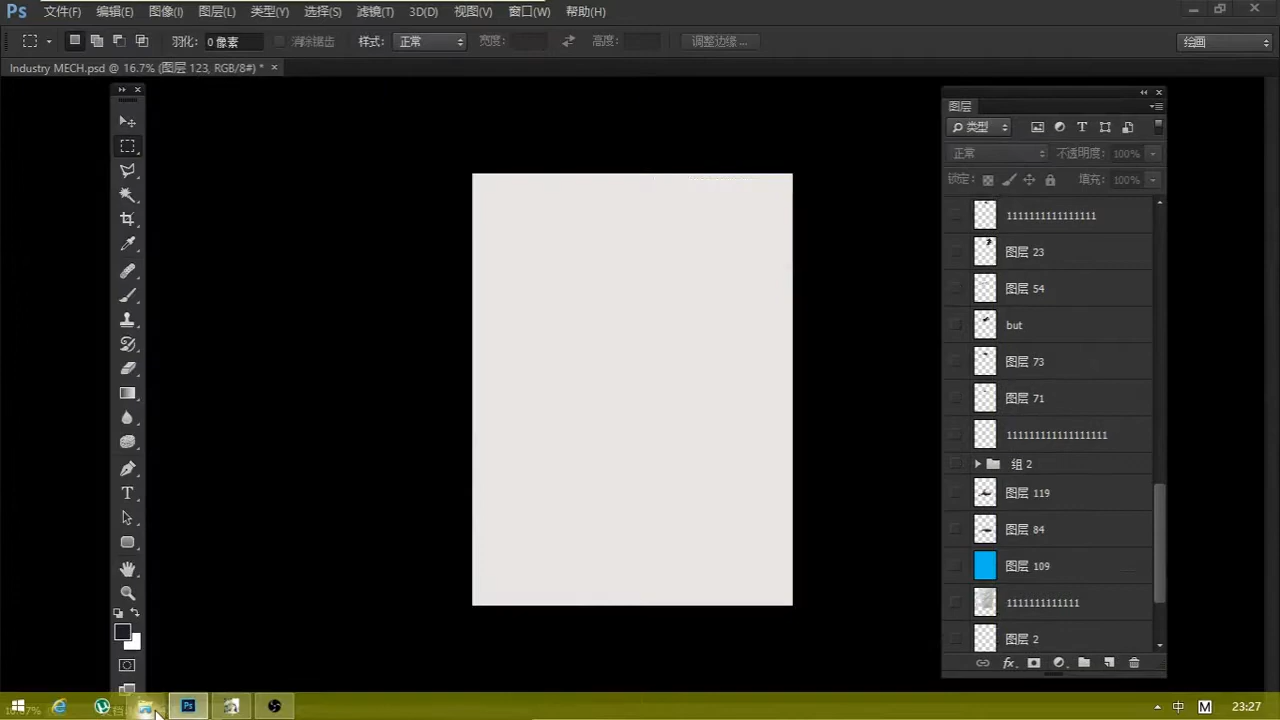 Ps 文件(F) 编辑(E) 图像(I) 图层(L) 类型(Y) 选择(S) 滤镜(T) 3D(D) 视图(V) 窗口(W) 帮助(H)
羽化: 0 像素 消除锯齿 样式: 正常 宽度: 高度: 调整边缘 ... 绘画
Industry MECH.psd @ 16.7% (图层 123, RGB/8#) *
图层
类型
正常 不透明度: 100%
锁定: 填充: 100%
1111111111111111
图层 23
图层 54
but
图层 73
图层 71
111111111111111111
组 2
图层 119
图层 84
图层 109
1111111111111
图层 2
16.67%
Ps 中 M 23:27